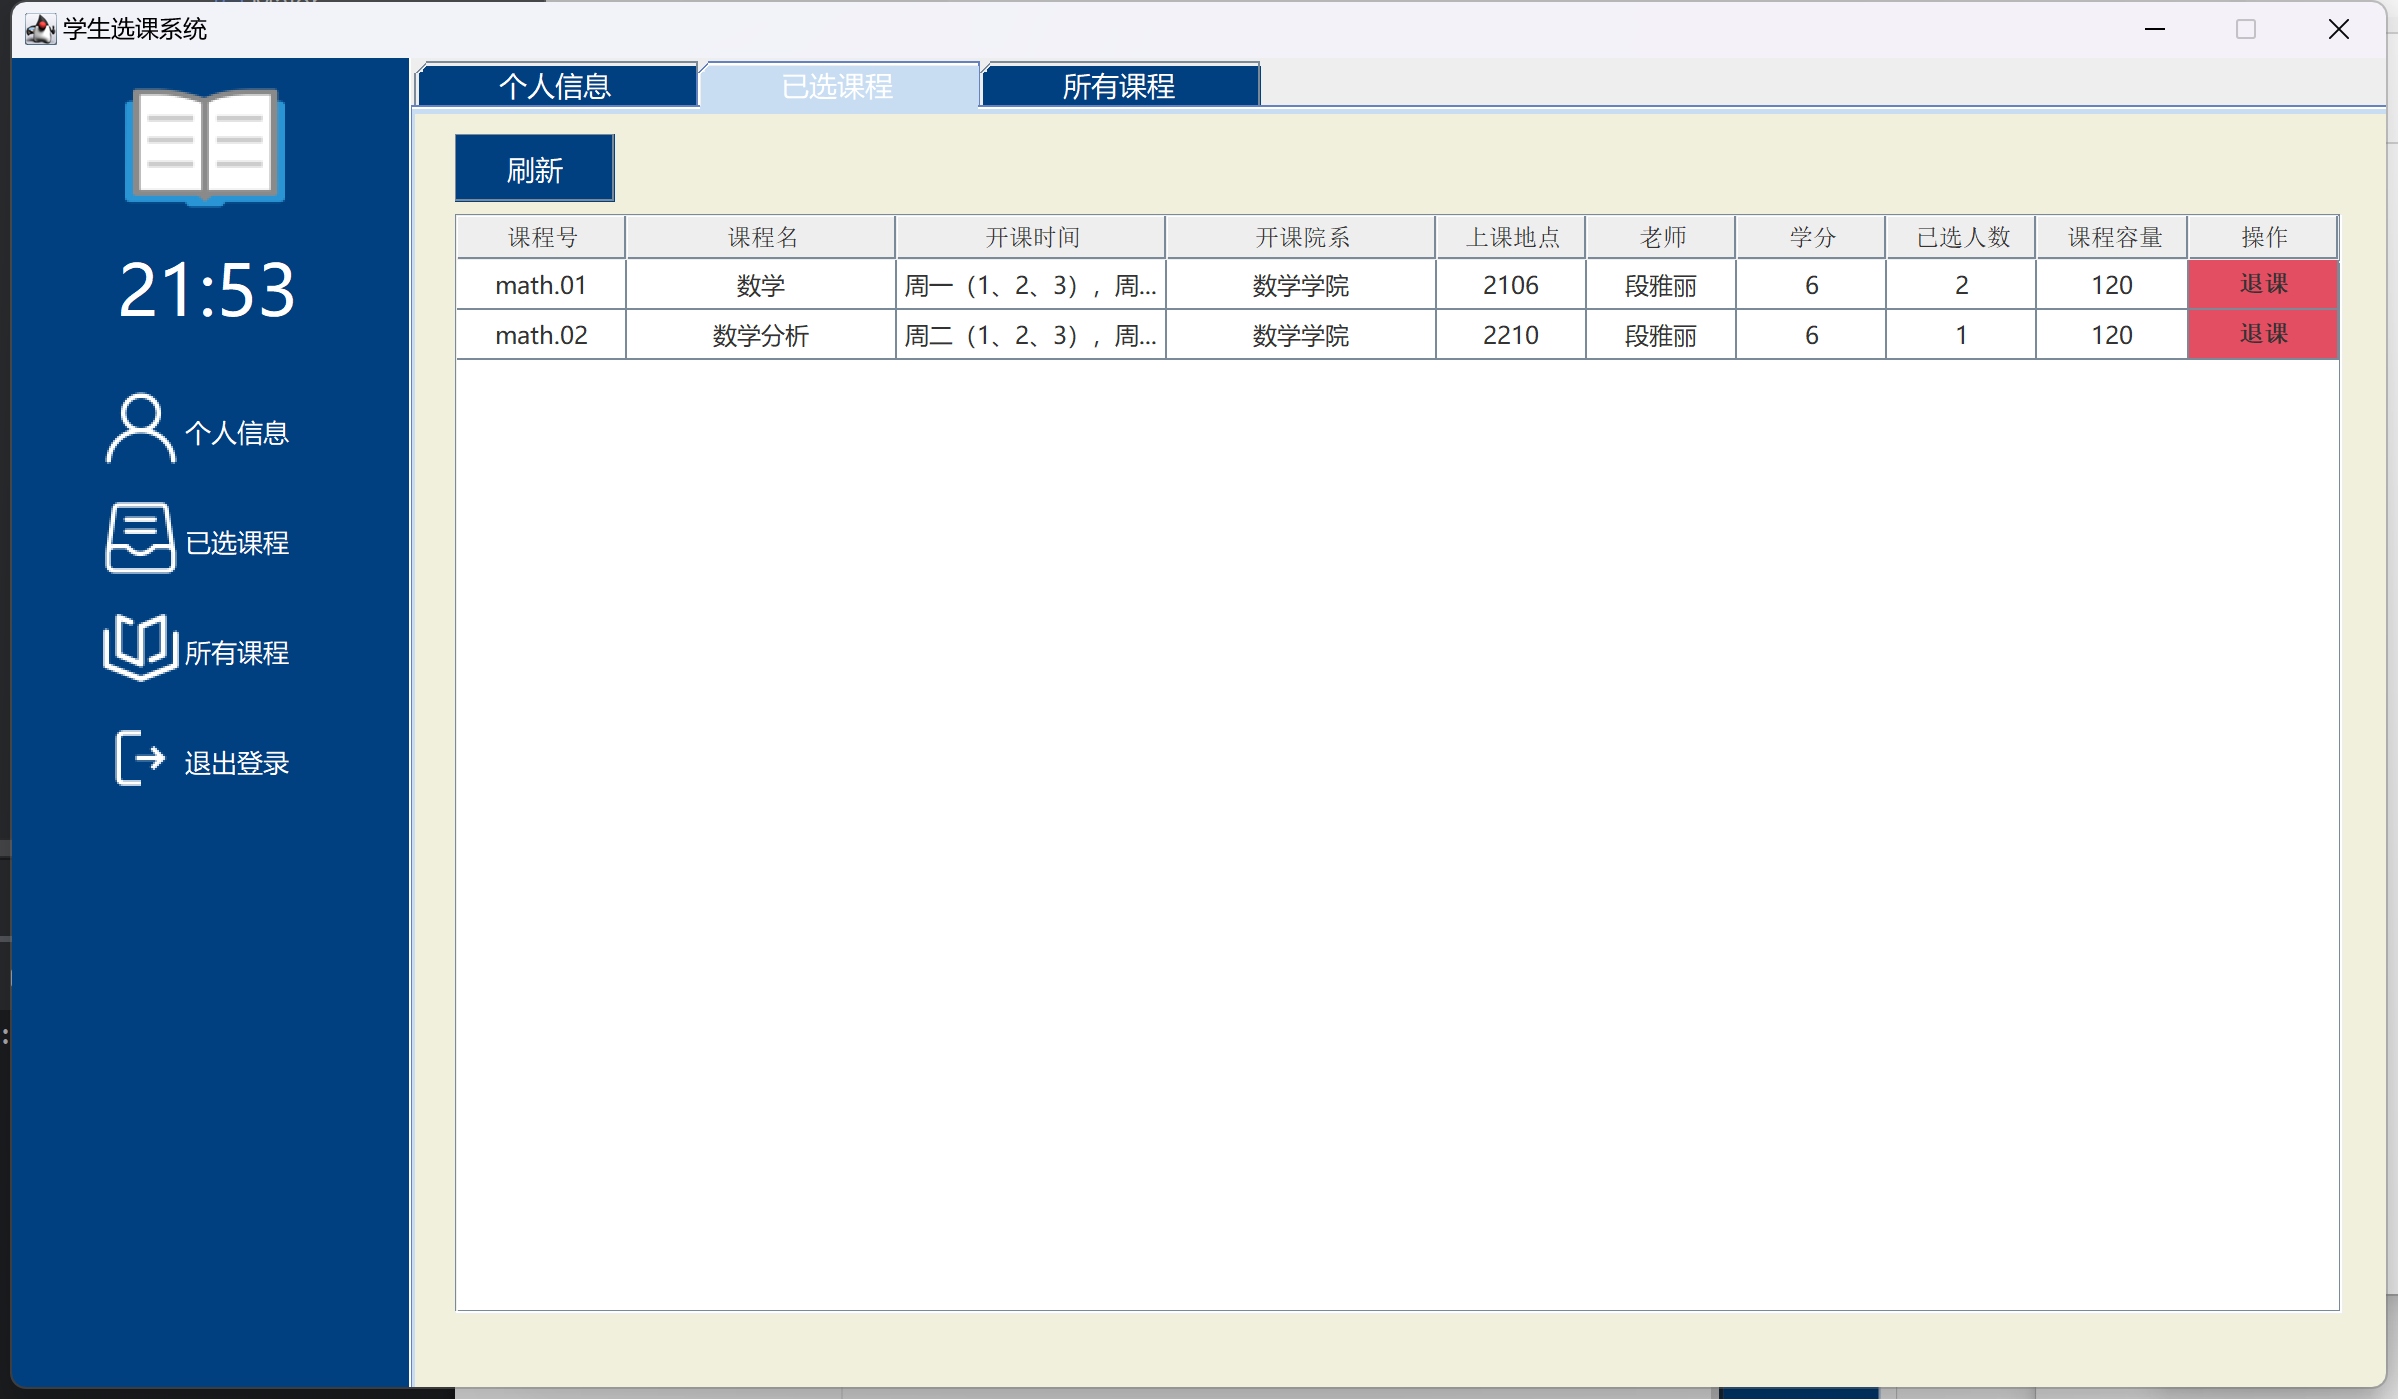 学生选课系统
21:53
个人信息
已选课程
所有课程
退出登录
个人信息 已选课程 所有课程
刷新
课程号 课程名 开课时间 开课院系 上课地点 老师 学分 已选人数 课程容量 操作
math.01 数学 周一（1、2、3），周... 数学学院 2106 段雅丽 6 2 120 退课
math.02 数学分析 周二（1、2、3），周... 数学学院 2210 段雅丽 6 1 120 退课